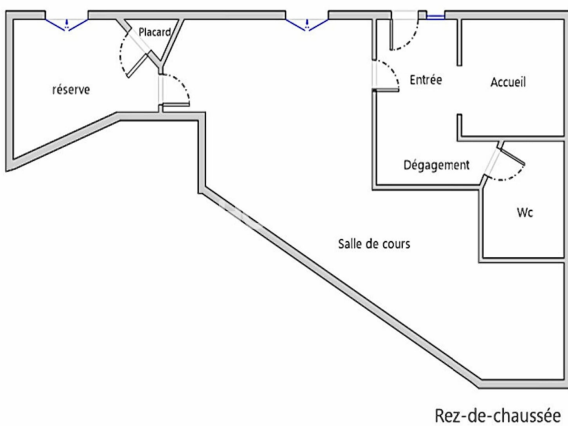 Placard
réserve
Entrée
Accueil
Dégagement
Wc
Salle de cours
Rez-de-chaussée